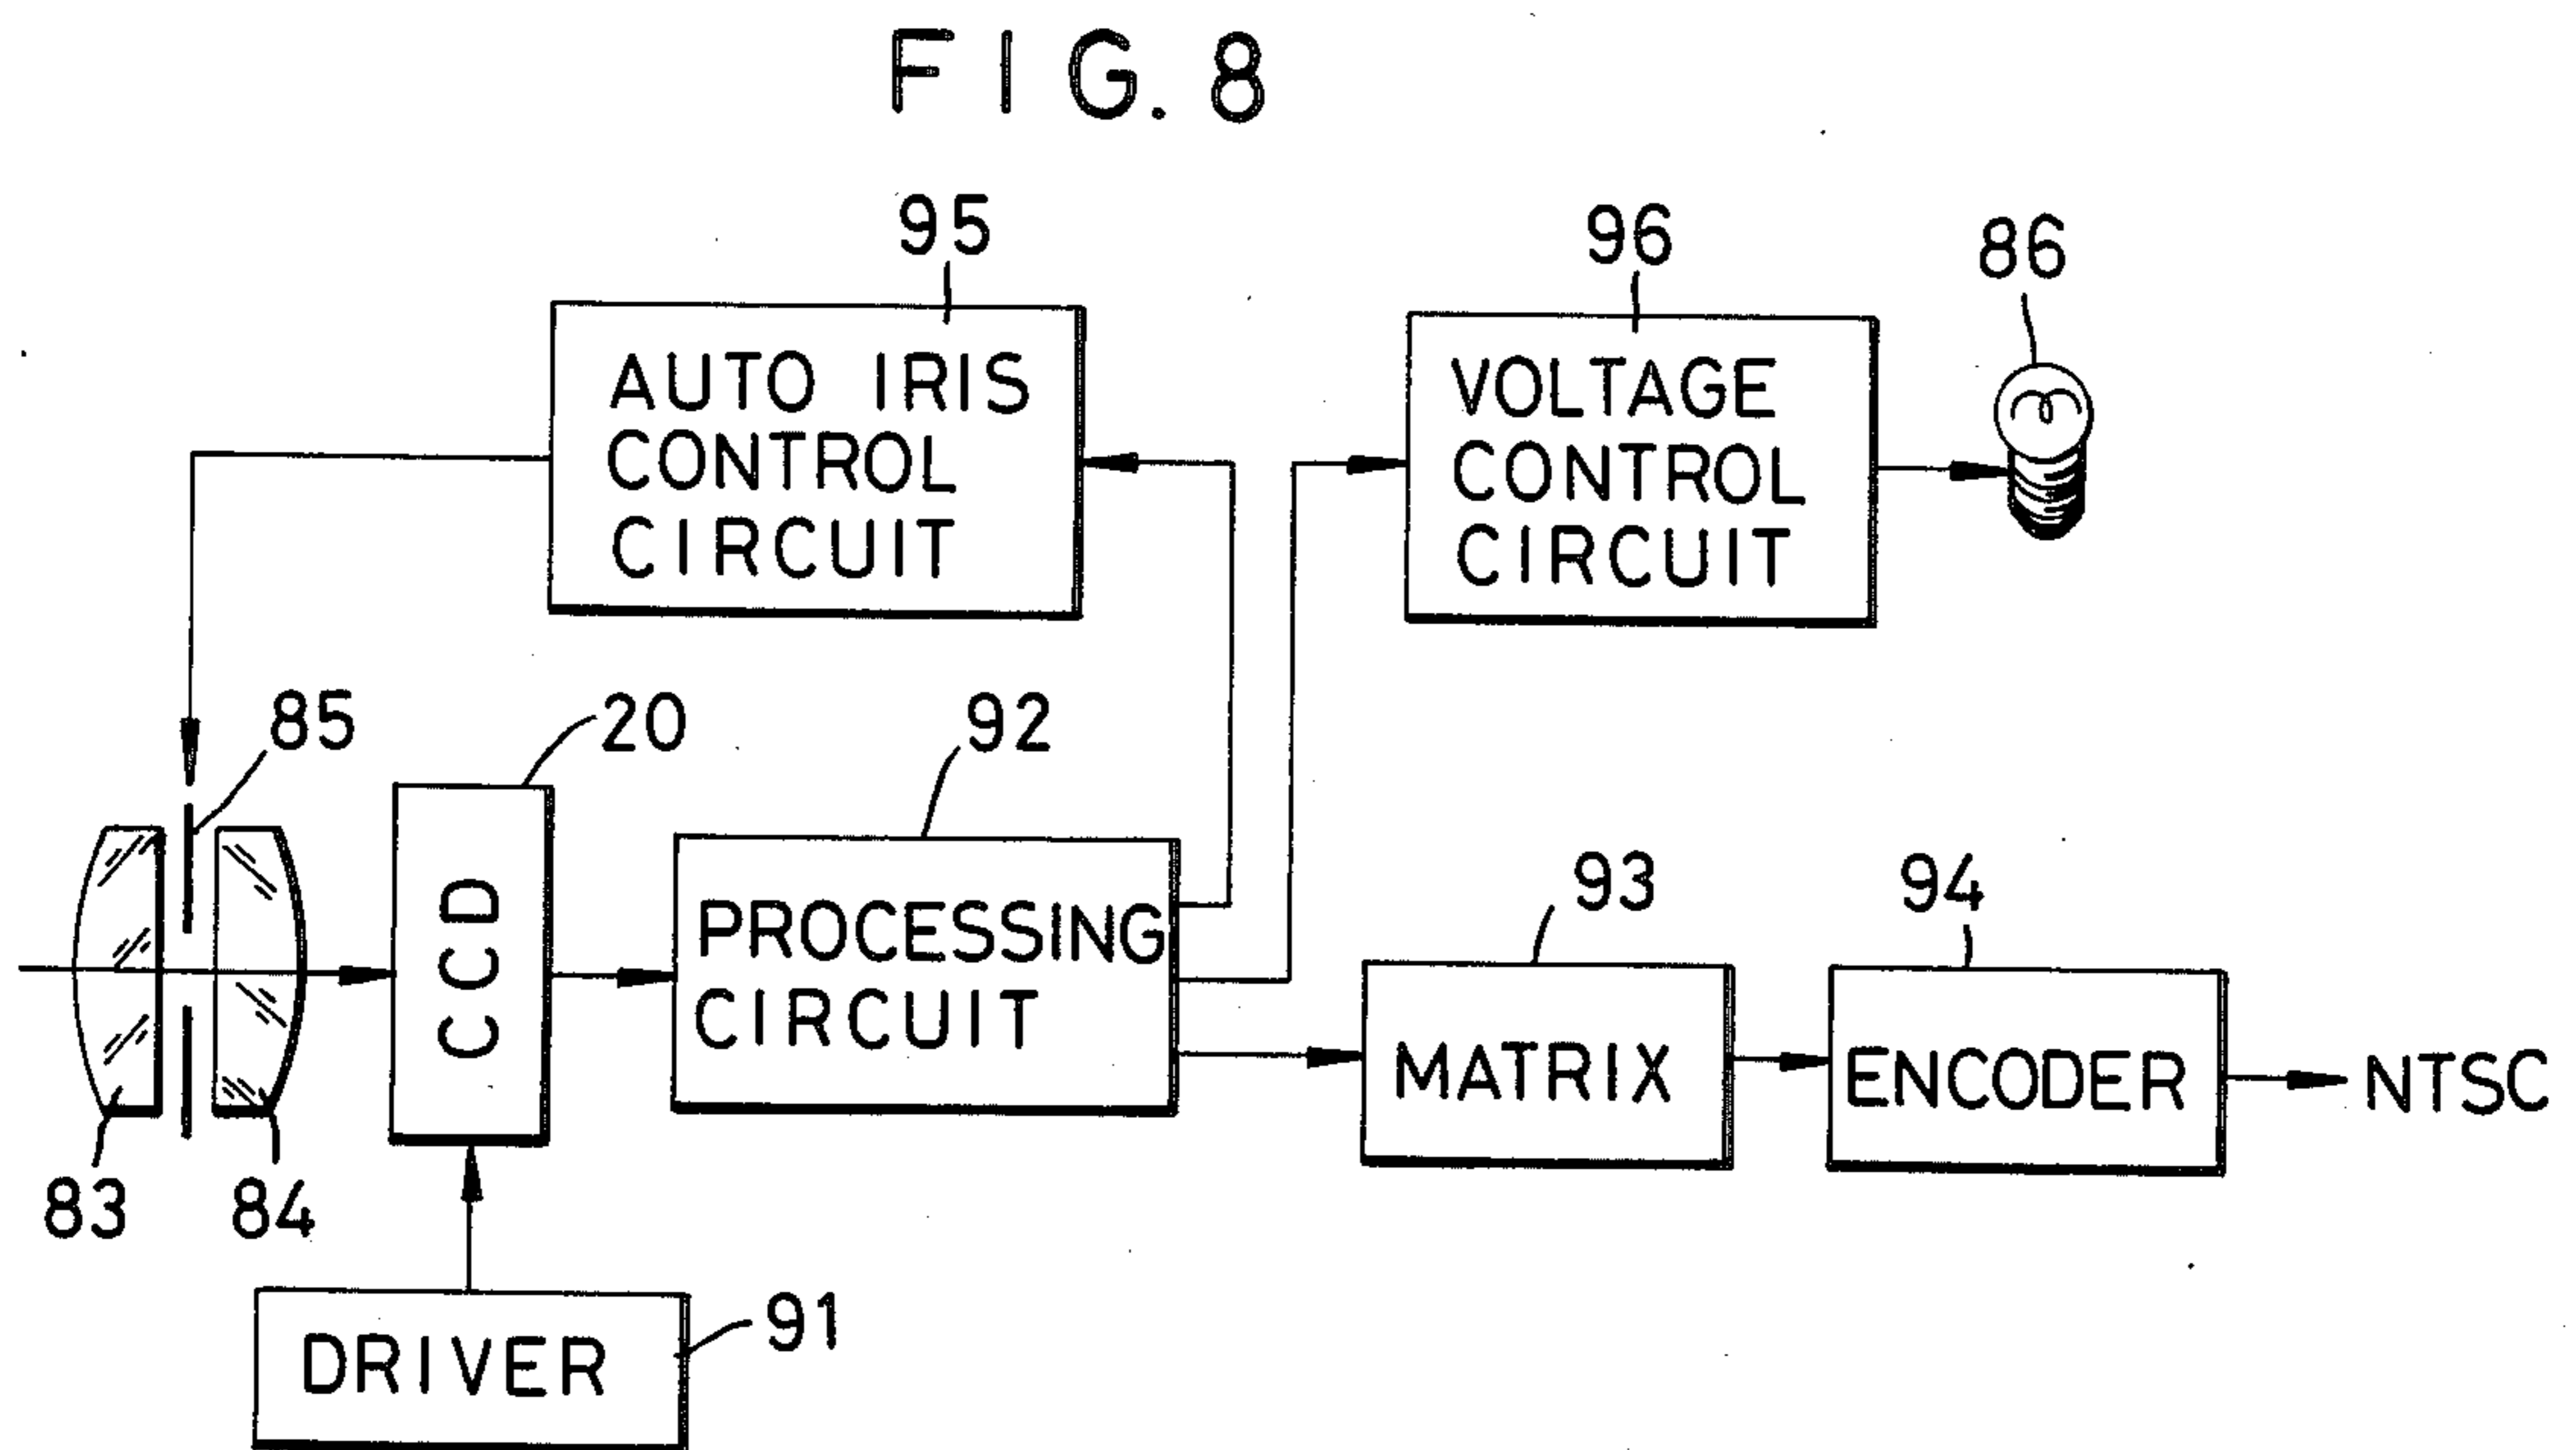 FIG. 8
95
96
86
AUTO IRIS
CONTROL
CIRCUIT
VOLTAGE
CONTROL
CIRCUIT
85
20
92
93
94
CCD
PROCESSING
CIRCUIT
MATRIX
ENCODER
NTSC
83
84
DRIVER
91